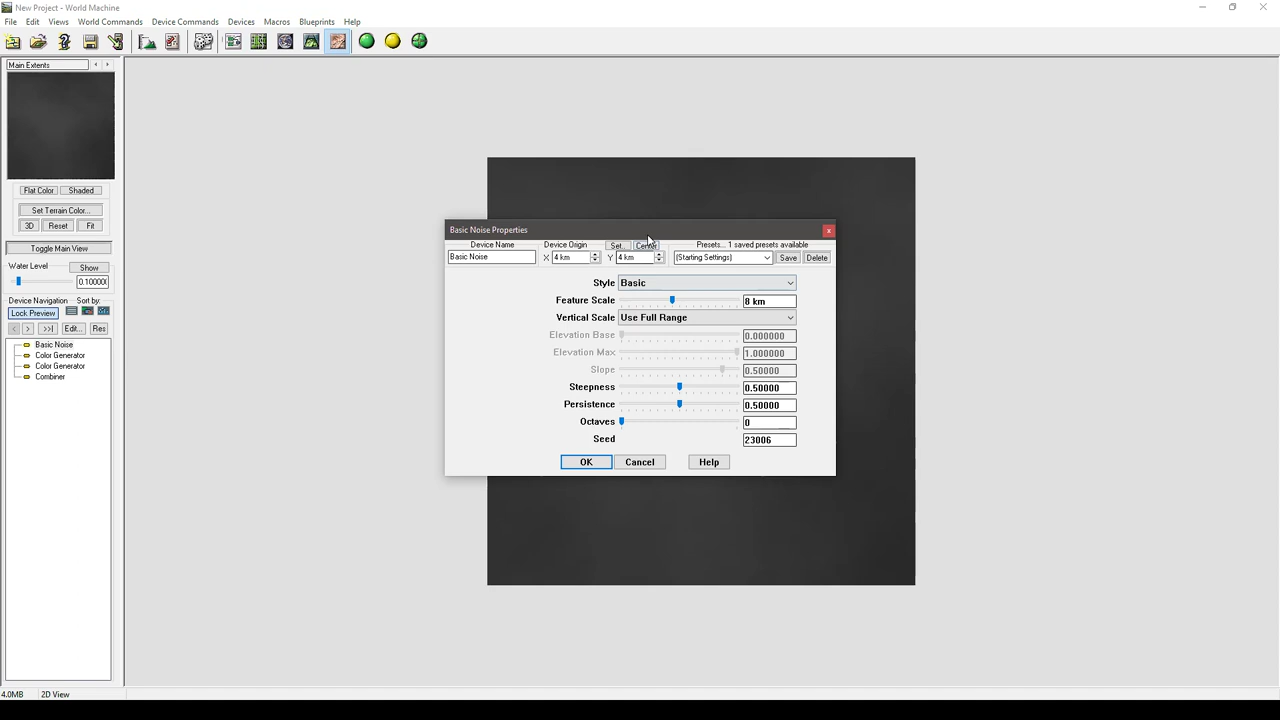 New Project - World Machine
File Edit Views World Commands Device Commands Devices Macros Blueprints Help
Main Extents
Flat Color Shaded
Set Terrain Color...
3D Reset Fit
Toggle Main View
Water Level Show
0.10000(
Device Navigation Sort by:
Lock Preview
< > >>| Edit... Res
Basic Noise
Color Generator
Color Generator
Combiner
Basic Noise Properties
Device Name Device Origin Set.. Center Presets... 1 saved presets available
Basic Noise X 4 km Y 4 km (Starting Settings) Save Delete
Style Basic
Feature Scale 8 km
Vertical Scale Use Full Range
Elevation Base 0.000000
Elevation Max 1.000000
Slope 0.50000
Steepness 0.50000
Persistence 0.50000
Octaves 0
Seed 23006
OK Cancel Help
4.0MB 2D View